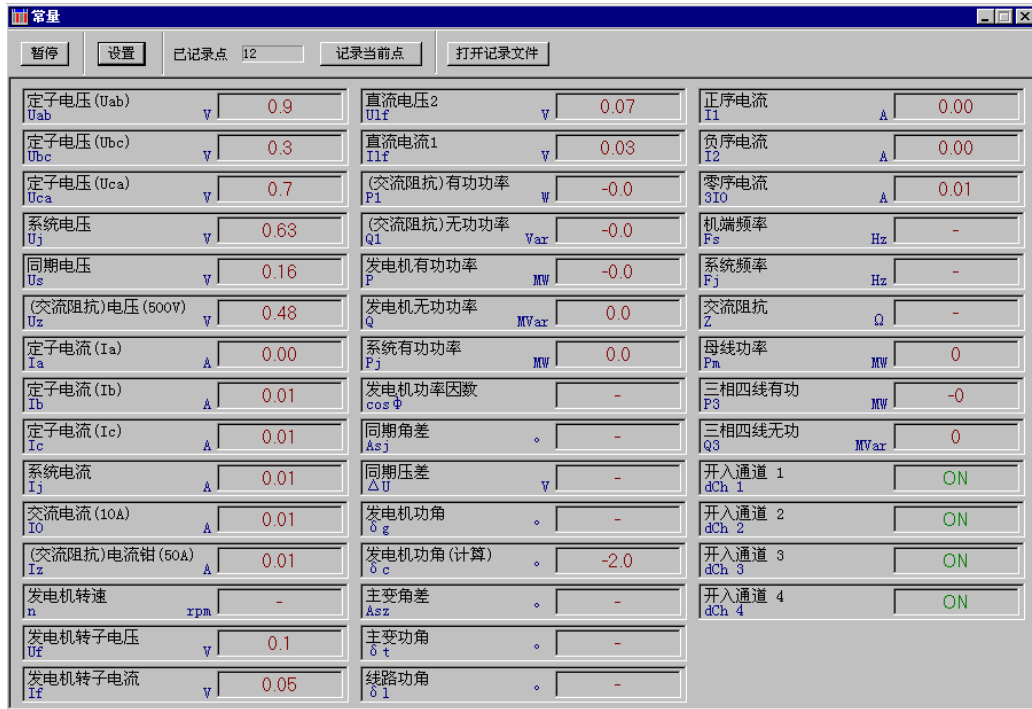 常量
暂停 设置 已记录点 12 记录当前点 打开记录文件
定子电压(Uab)
Uab V 0.9
定子电压(Ubc)
Ubc V 0.3
定子电压(Uca)
Uca V 0.7
系统电压
Uj V 0.63
同期电压
Us V 0.16
(交流阻抗)电压(500V)
Uz V 0.48
定子电流(Ia)
Ia A 0.00
定子电流(Ib)
Ib A 0.01
定子电流(Ic)
Ic A 0.01
系统电流
Ij A 0.01
交流电流(10A)
IO A 0.01
(交流阻抗)电流钳(50A)
Iz A 0.01
发电机转速
n rpm -
发电机转子电压
Uf V 0.1
发电机转子电流
If V 0.05
直流电压2
Ulf V 0.07
直流电流1
Ilf V 0.03
(交流阻抗)有功功率
P1 W -0.0
(交流阻抗)无功功率
Q1 Var -0.0
发电机有功功率
P MW -0.0
发电机无功功率
Q MVar 0.0
系统有功功率
Pj MW 0.0
发电机功率因数
cosΦ -
同期角差
Asj ° -
同期压差
ΔU V -
发电机功角
δg ° -
发电机功角(计算)
δc ° -2.0
主变角差
Asz ° -
主变功角
δt ° -
线路功角
δl ° -
正序电流
I1 A 0.00
负序电流
I2 A 0.00
零序电流
3IO A 0.01
机端频率
Fs Hz -
系统频率
Fj Hz -
交流阻抗
Z Ω -
母线功率
Pm MW 0
三相四线有功
P3 MW -0
三相四线无功
Q3 MVar 0
开入通道 1
dCh 1 ON
开入通道 2
dCh 2 ON
开入通道 3
dCh 3 ON
开入通道 4
dCh 4 ON